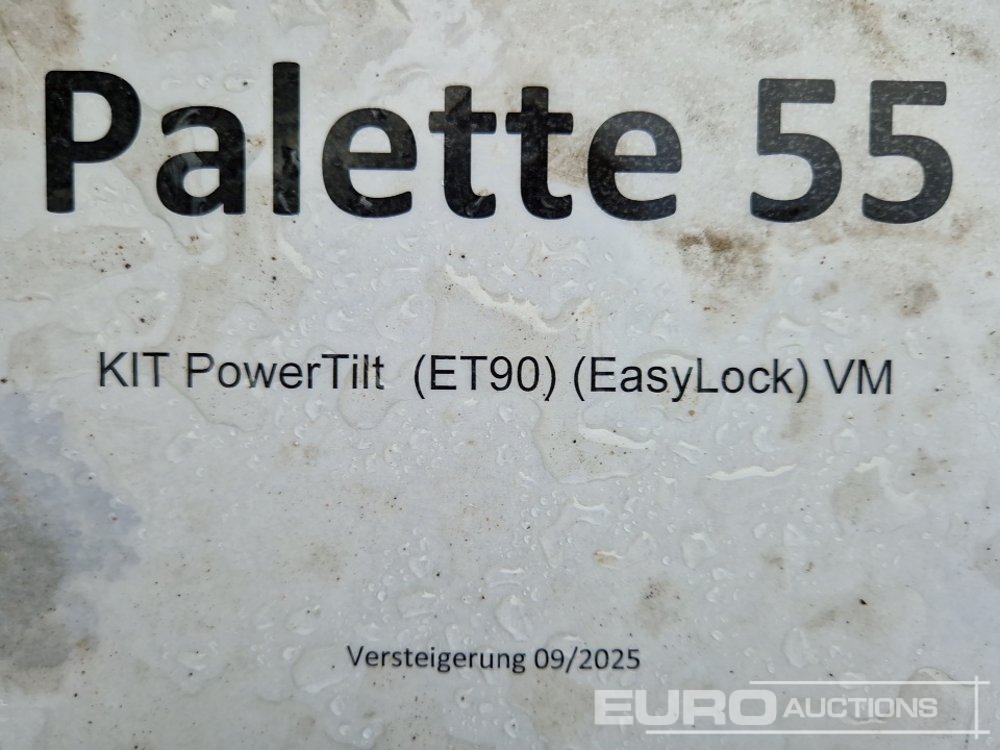 Palette 55
KIT PowerTilt (ET90) (EasyLock) VM
Versteigerung 09/2025
EURO AUCTIONS